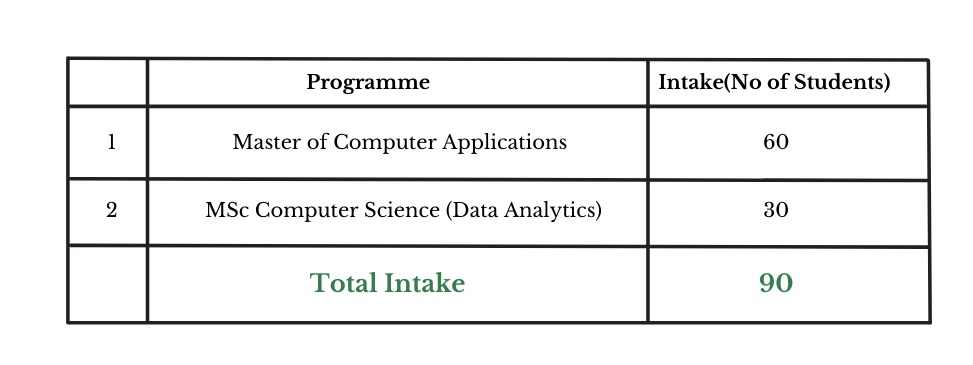 Programme Intake(No of Students)
1 Master of Computer Applications 60
2 MSc Computer Science (Data Analytics) 30
Total Intake 90